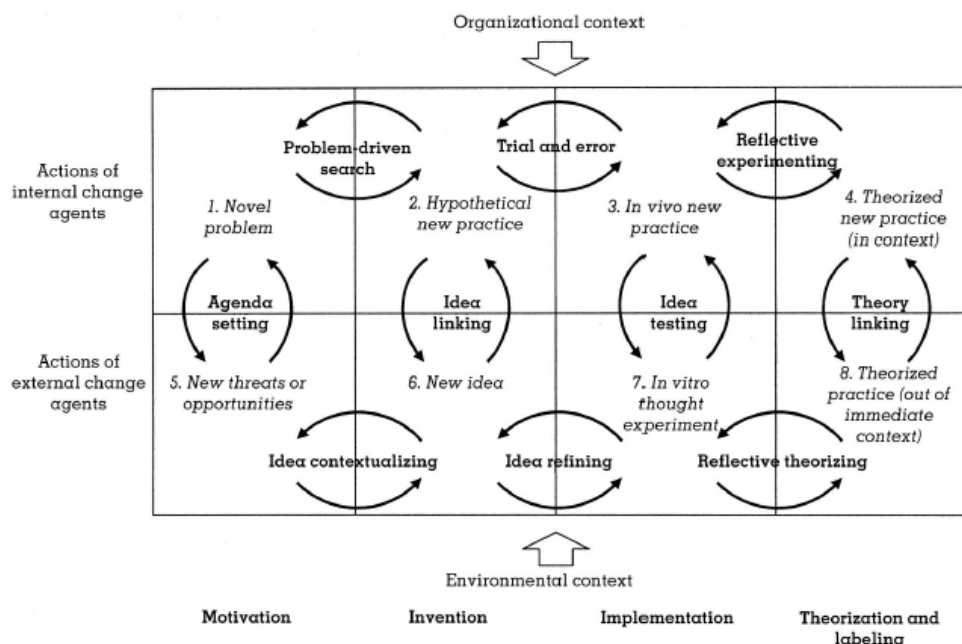 Organizational context
Actions of
internal change
agents
Problem-driven
search
Trial and error
Reflective
experimenting
1. Novel
problem
2. Hypothetical
new practice
3. In vivo new
practice
4. Theorized
new practice
(in context)
Agenda
setting
Idea
linking
Idea
testing
Theory
linking
Actions of
external change
agents
5. New threats or
opportunities
6. New idea
7. In vitro
thought
experiment
8. Theorized
practice (out of
immediate
context)
Idea contextualizing
Idea refining
Reflective theorizing
Environmental context
Motivation
Invention
Implementation
Theorization and
labeling